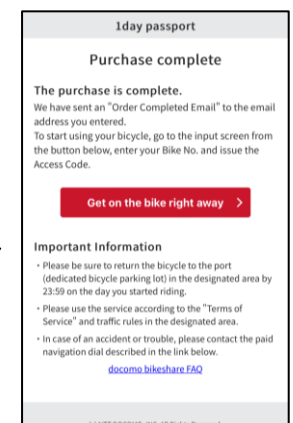 1day passport
Purchase complete
The purchase is complete.
We have sent an "Order Completed Email" to the email
address you entered.
To start using your bicycle, go to the input screen from
the button below, enter your Bike No. and issue the
Access Code.
Get on the bike right away >
Important Information
・Please be sure to return the bicycle to the port
(dedicated bicycle parking lot) in the designated area by
23:59 on the day you started riding.
・Please use the service according to the "Terms of
Service" and traffic rules in the designated area.
・In case of an accident or trouble, please contact the paid
navigation dial described in the link below.
docomo bikeshare FAQ